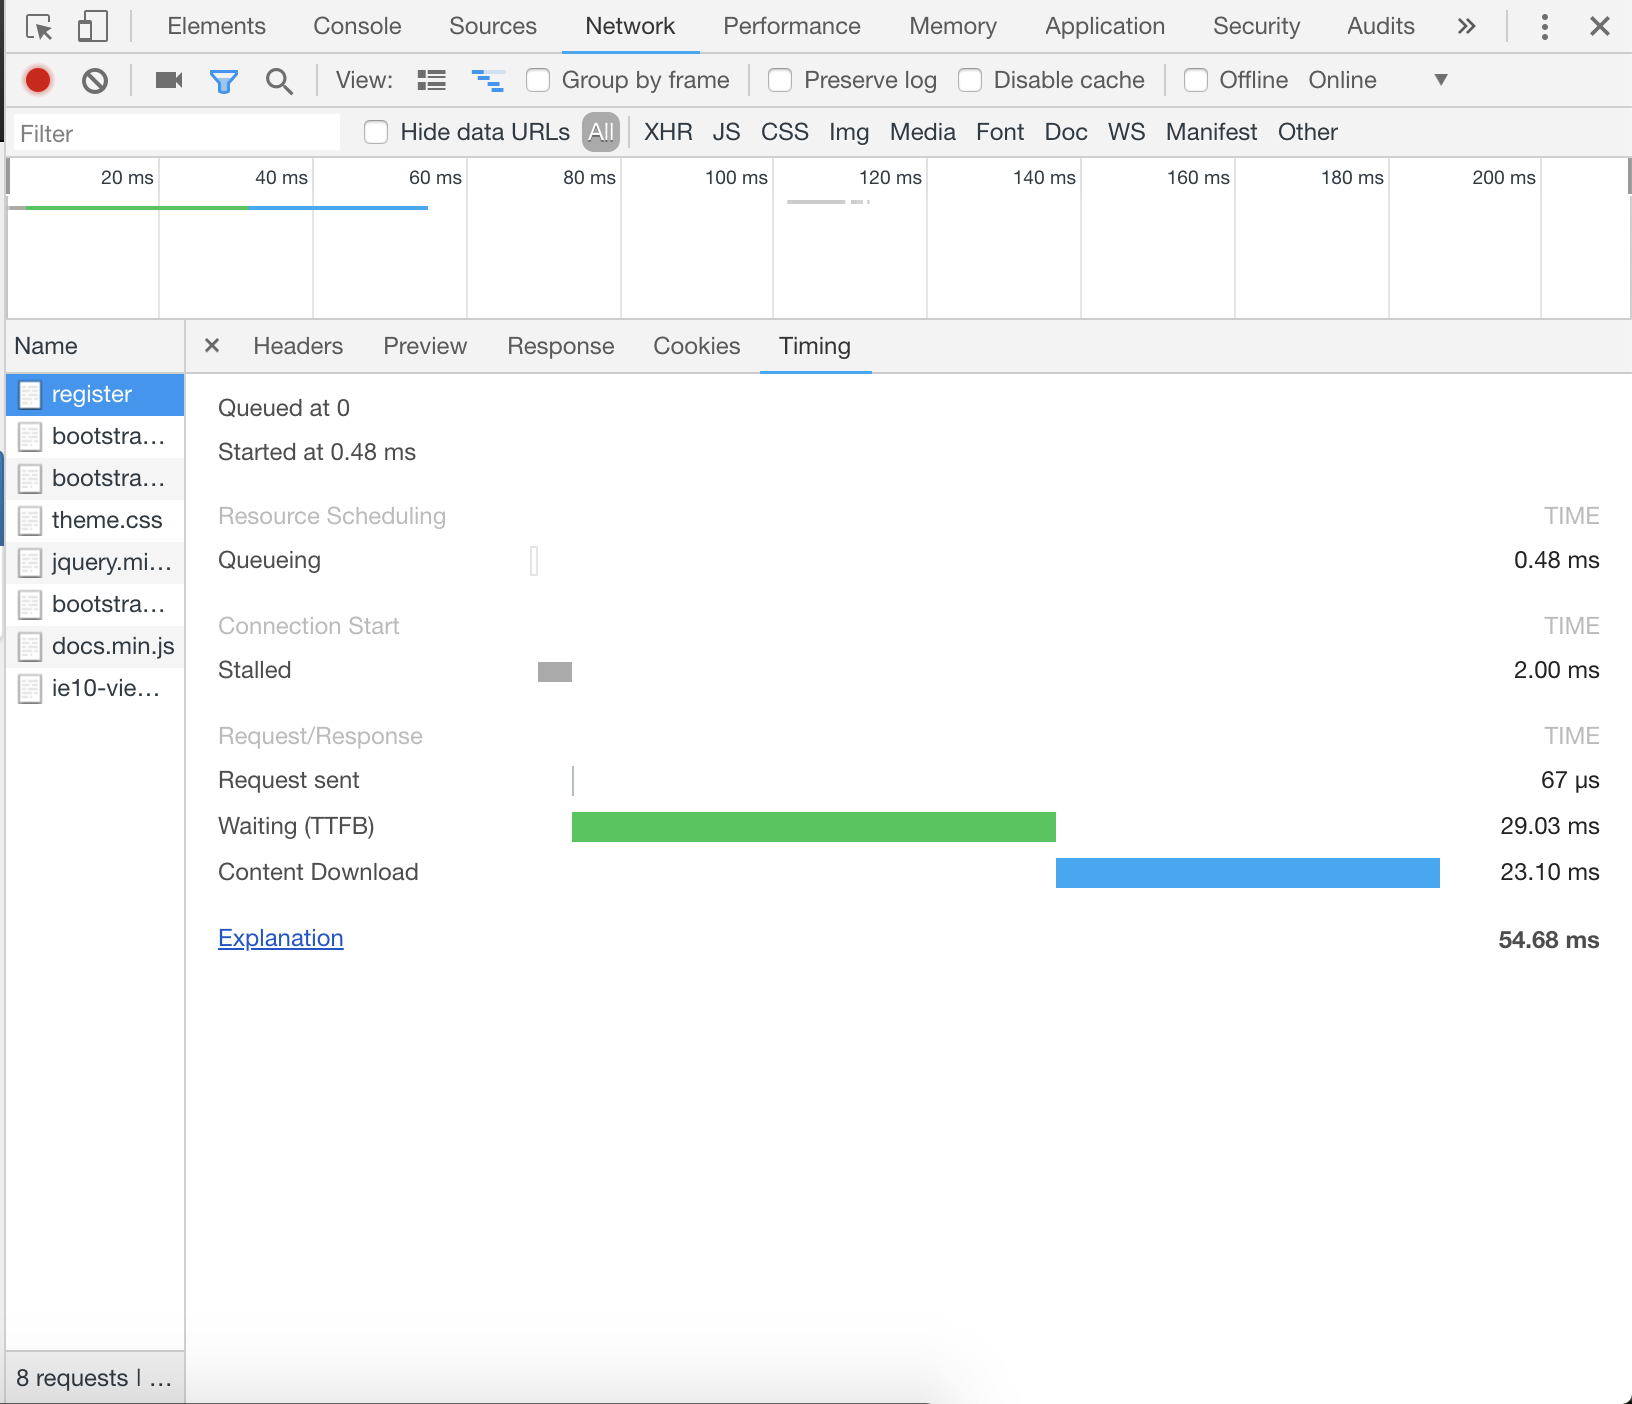 Elements Console Sources Network Performance Memory Application Security Audits »
View: Group by frame Preserve log Disable cache Offline Online ▼
Filter Hide data URLs All XHR JS CSS Img Media Font Doc WS Manifest Other
20 ms 40 ms 60 ms 80 ms 100 ms 120 ms 140 ms 160 ms 180 ms 200 ms
Name × Headers Preview Response Cookies Timing
register
bootstra…
bootstra…
theme.css
jquery.mi…
bootstra…
docs.min.js
ie10-vie…
8 requests | …
Queued at 0
Started at 0.48 ms
Resource Scheduling TIME
Queueing 0.48 ms
Connection Start TIME
Stalled 2.00 ms
Request/Response TIME
Request sent 67 μs
Waiting (TTFB) 29.03 ms
Content Download 23.10 ms
Explanation 54.68 ms